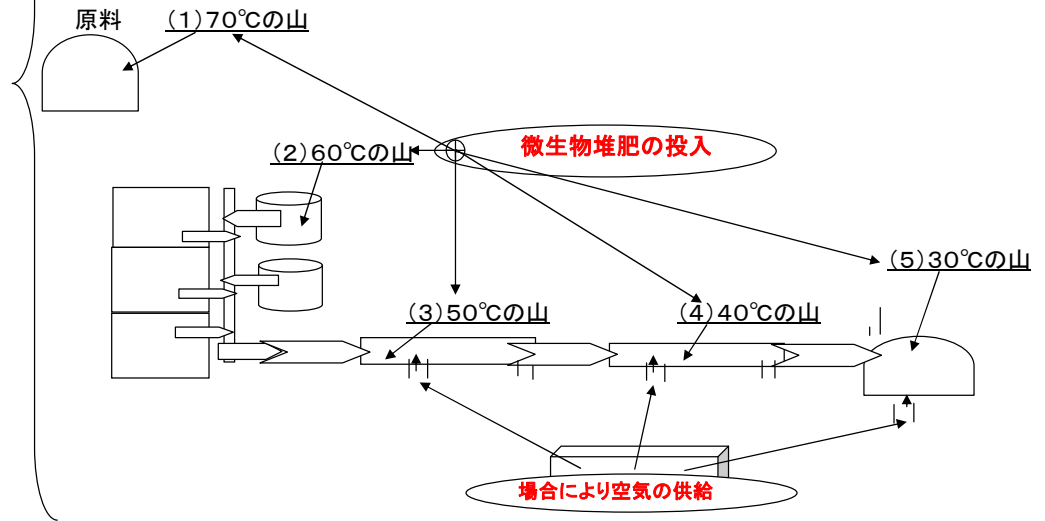 原料
(1)70℃の山
微生物堆肥の投入
(2)60℃の山
(5)30℃の山
(3)50℃の山
(4)40℃の山
場合により空気の供給